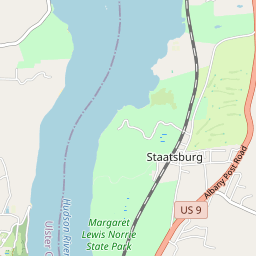 Staatsburg
Albany Post Road
US 9
Margaret
Lewis Norrie
State Park
Hudson River
Ulster